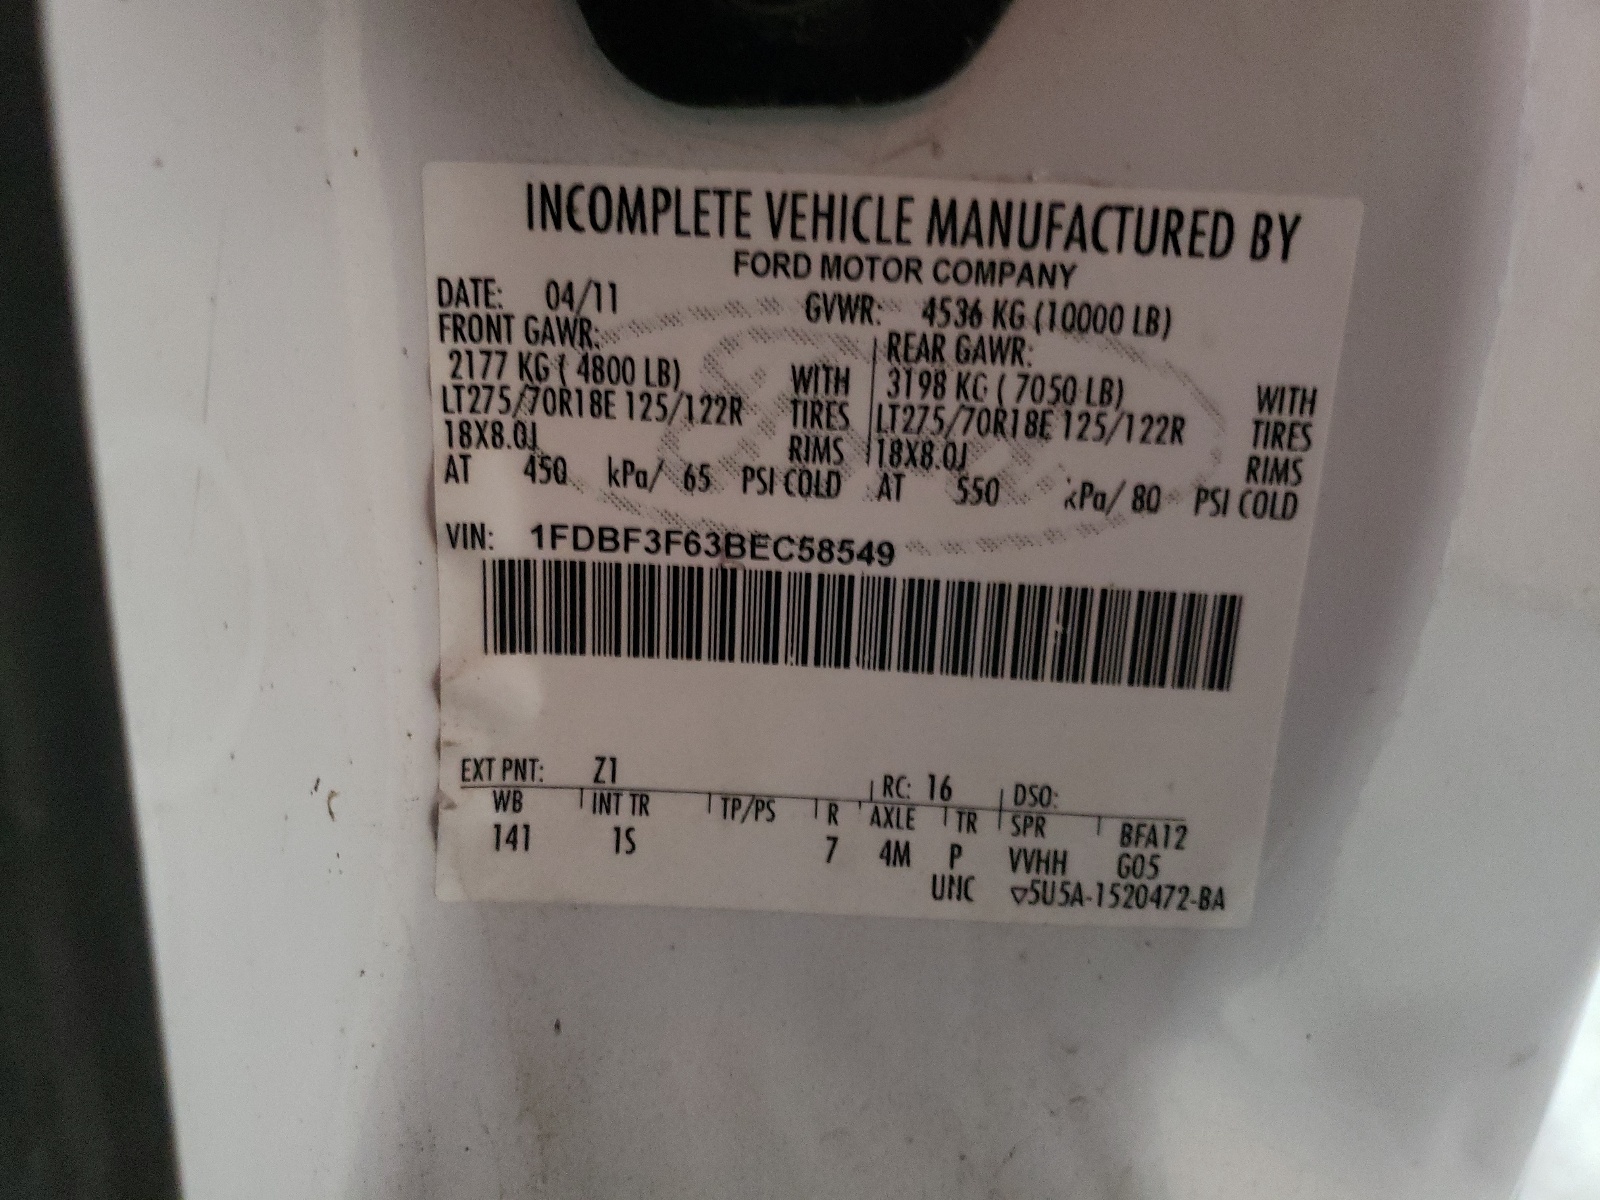 INCOMPLETE VEHICLE MANUFACTURED BY
FORD MOTOR COMPANY
DATE: 04/11 GVWR: 4536 KG (10000 LB)
FRONT GAWR: REAR GAWR:
2177 KG ( 4800 LB) WITH 3198 KG ( 7050 LB) WITH
LT275/70R18E 125/122R TIRES LT275/70R18E 125/122R TIRES
18X8.0J RIMS 18X8.0J RIMS
AT 450 kPa/ 65 PSI COLD AT 550 kPa/ 80 PSI COLD
VIN: 1FDBF3F63BEC58549
EXT PNT: Z1 RC: 16 DSO:
WB INT TR TP/PS R AXLE TR SPR BFA12
141 1S 7 4M P VVHH G05
UNC ▽5U5A-1520472-BA